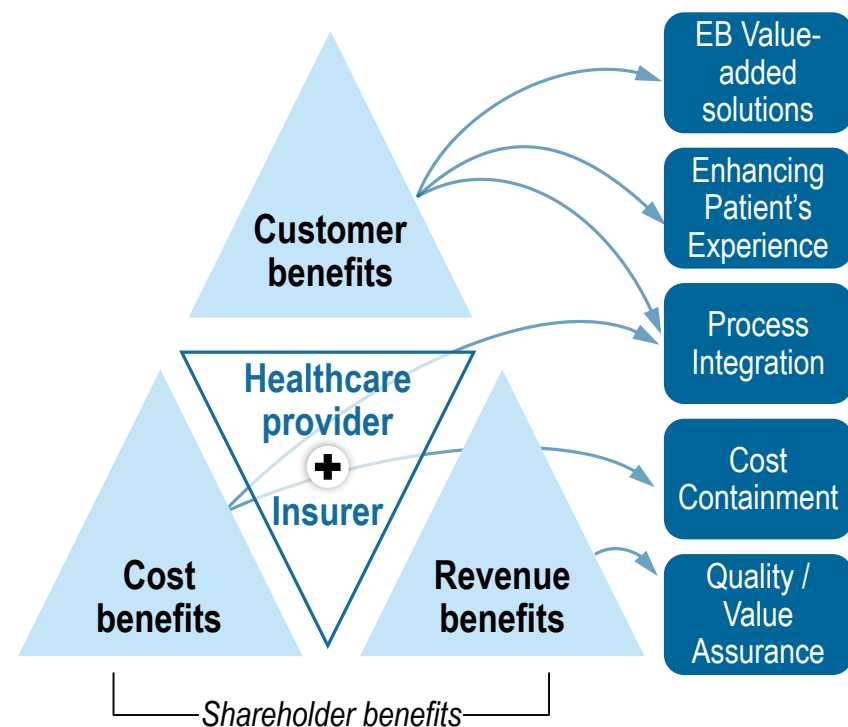 Customer
benefits
Healthcare
provider
+
Insurer
Cost
benefits
Revenue
benefits
Shareholder benefits
EB Value-
added
solutions
Enhancing
Patient’s
Experience
Process
Integration
Cost
Containment
Quality /
Value
Assurance